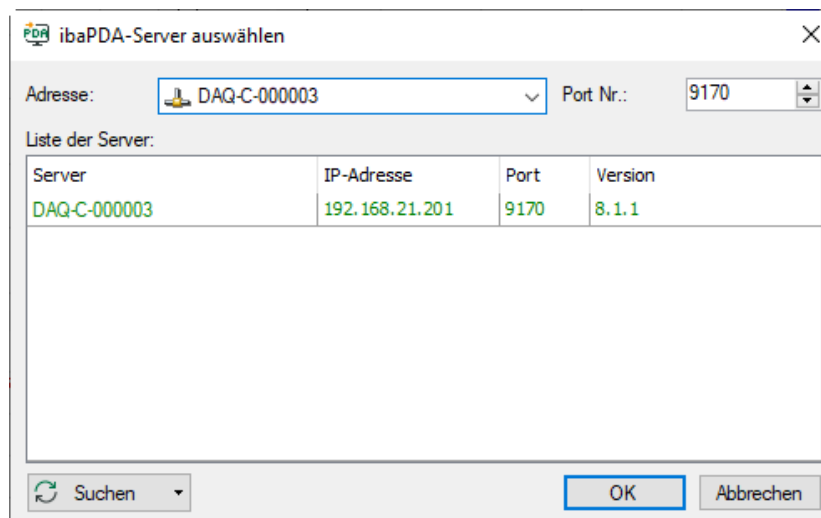 PDA ibaPDA-Server auswählen
Adresse: DAQ-C-000003 Port Nr.: 9170
Liste der Server:
Server IP-Adresse Port Version
DAQ-C-000003 192.168.21.201 9170 8.1.1
Suchen OK Abbrechen